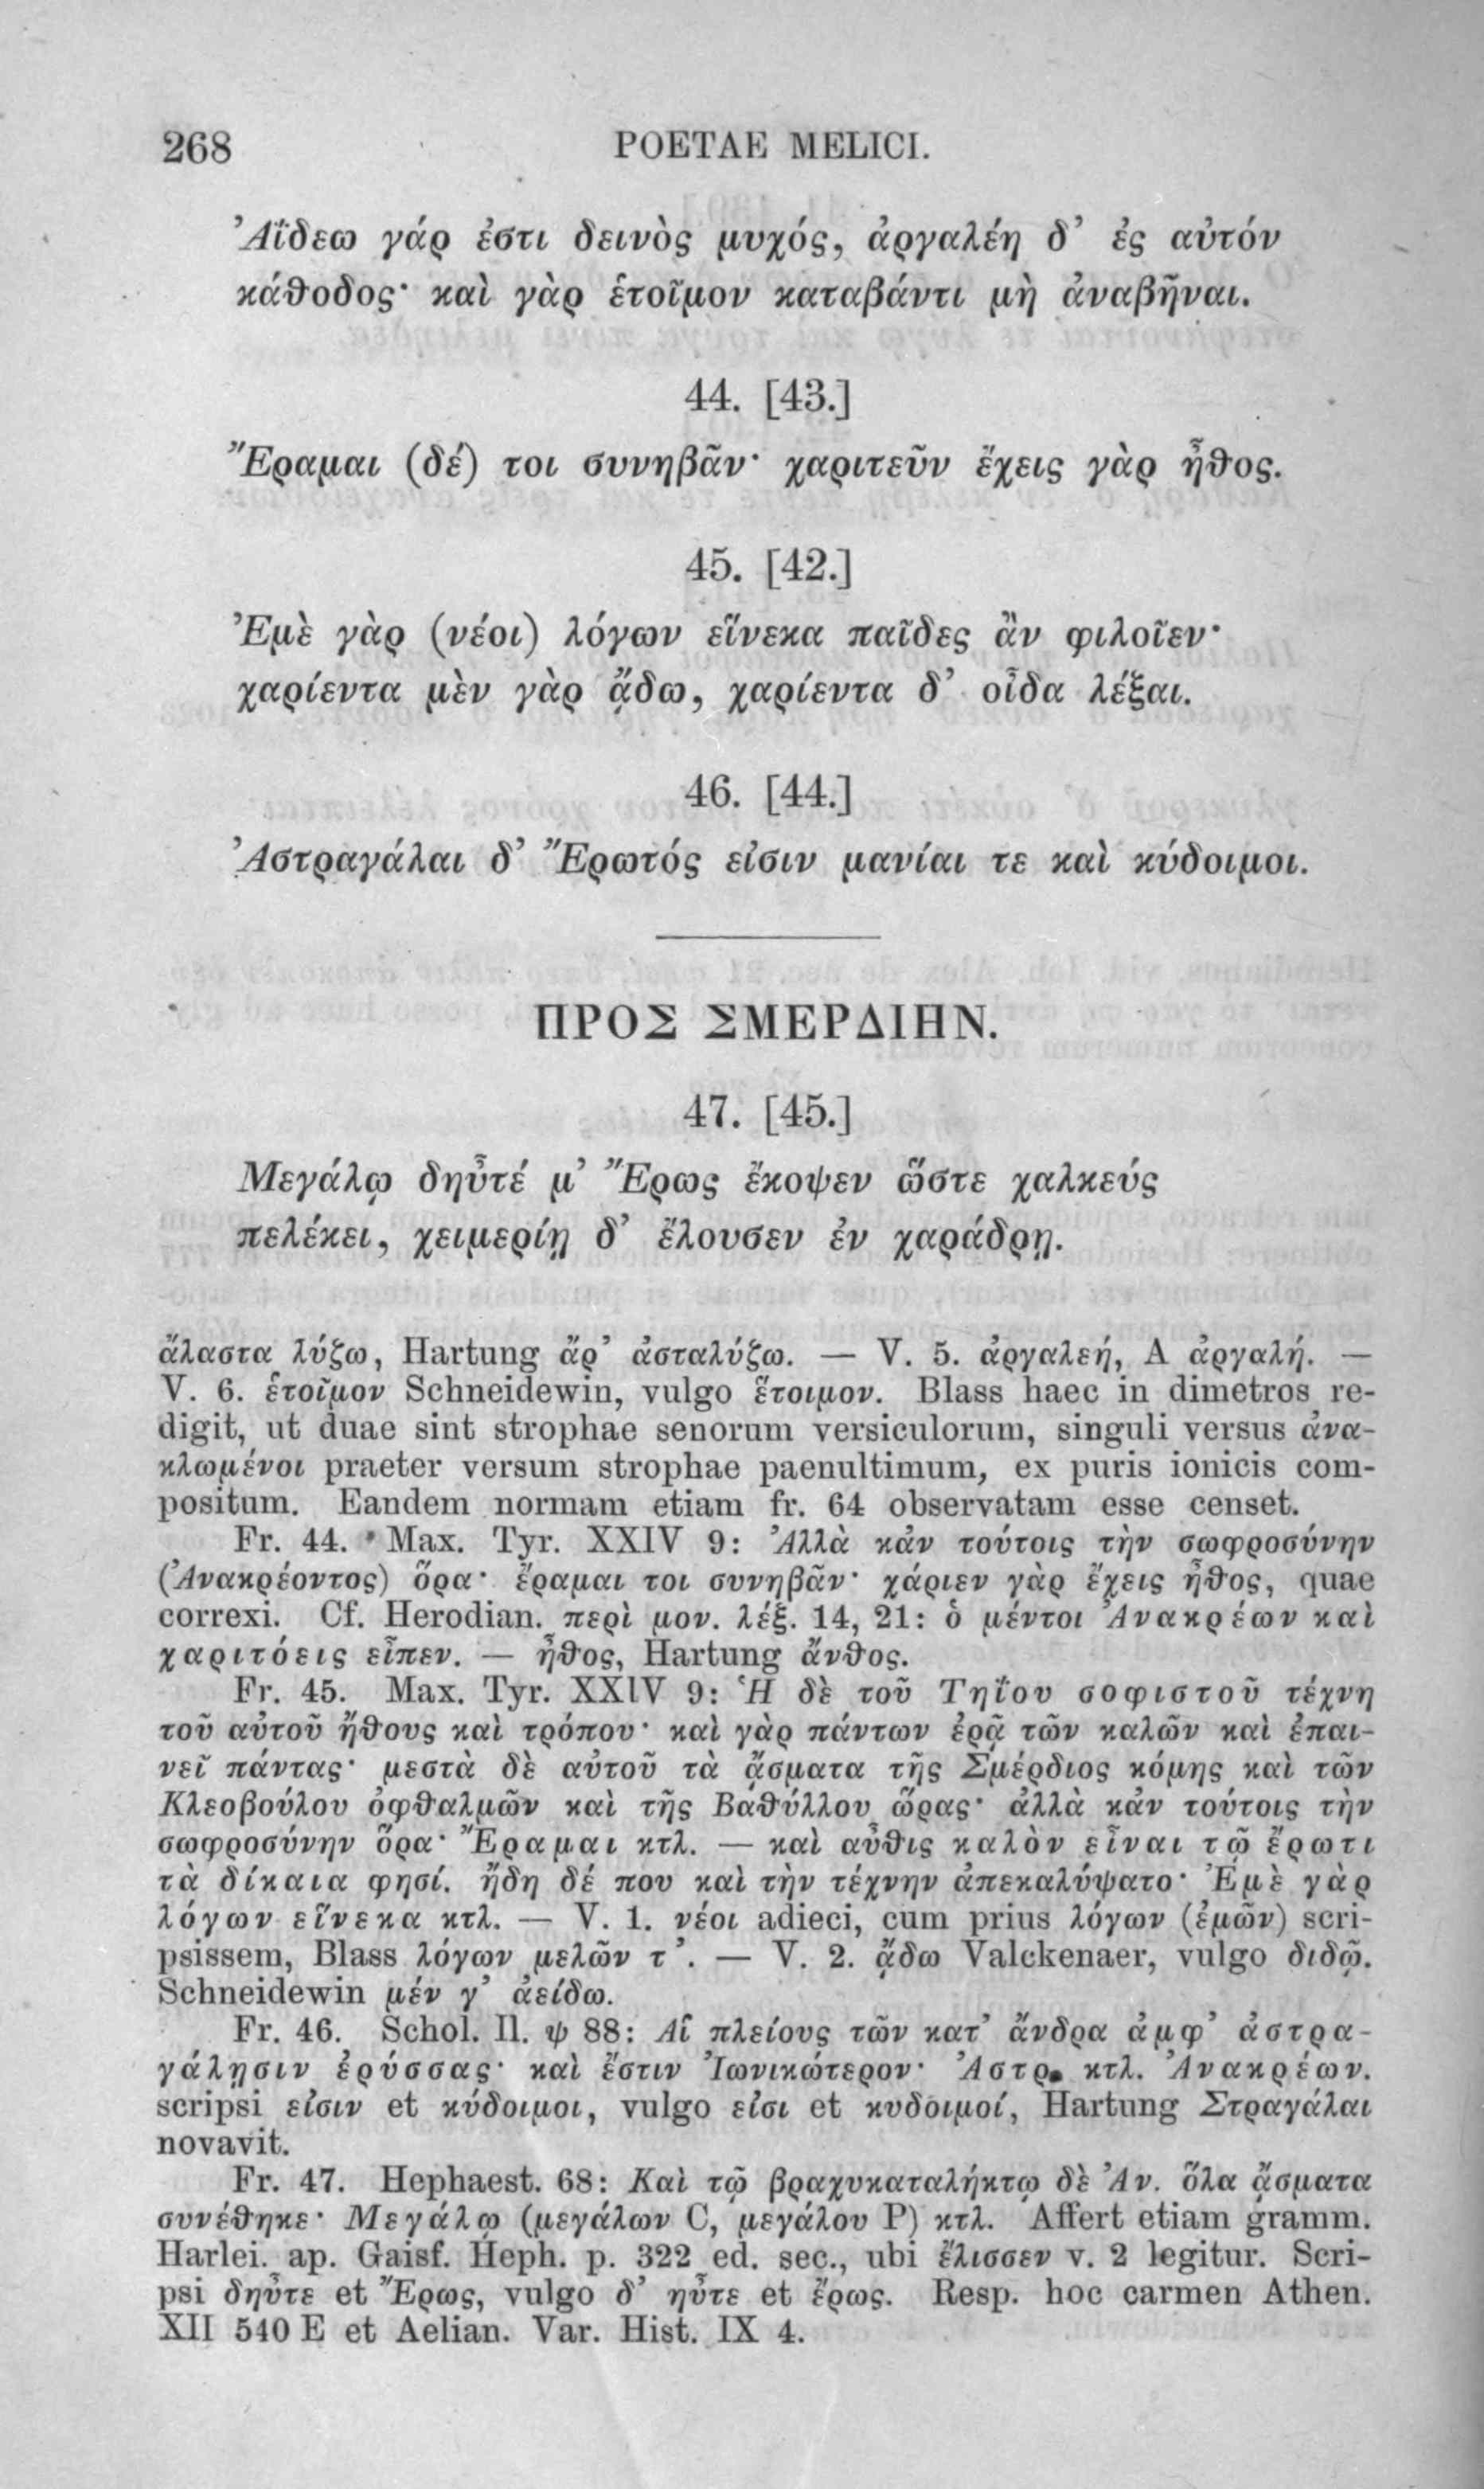 268 POETAE MELICI.
Ἀΐδεω γάρ ἐστι δεινὸς μυχός, ἀργαλέη δ’ ἐς αὐτόν
κάθοδος· καὶ γὰρ ἑτοῖμον καταβάντι μὴ ἀναβῆναι.
44. [43.]
Ἔραμαι (δέ) τοι συνηβᾶν· χαριτεῦν ἔχεις γὰρ ἦθος.
45. [42.]
Ἐμὲ γὰρ (νέοι) λόγων εἵνεκα παῖδες ἂν φιλοῖεν·
χαρίεντα μὲν γὰρ ᾄδω, χαρίεντα δ’ οἶδα λέξαι.
46. [44.]
Ἀστραγάλαι δ’ Ἔρωτός εἰσιν μανίαι τε καὶ κύδοιμοι.
ΠΡΟΣ ΣΜΕΡΔΙΗΝ.
47. [45.]
Μεγάλῳ δηὖτέ μ’ Ἔρως ἔκοψεν ὥστε χαλκεύς
πελέκει, χειμερίῃ δ’ ἔλουσεν ἐν χαράδρῃ.
ἄλαστα λύζω, Hartung ἄρ’ ἀσταλύζω. — V. 5. ἀργαλεή, A ἀργαλή. —
V. 6. ἑτοῖμον Schneidewin, vulgo ἕτοιμον. Blass haec in dimetros re-
digit, ut duae sint strophae senorum versiculorum, singuli versus ἀνα-
κλωμένοι praeter versum strophae paenultimum, ex puris ionicis com-
positum. Eandem normam etiam fr. 64 observatam esse censet.
Fr. 44. Max. Tyr. XXIV 9: Ἀλλὰ κἀν τούτοις τὴν σωφροσύνην
(Ἀνακρέοντος) ὅρα· ἔραμαι τοι συνηβᾶν· χάριεν γὰρ ἔχεις ἦθος, quae
correxi. Cf. Herodian. περὶ μον. λέξ. 14, 21: ὁ μέντοι Ἀνακρέων καὶ
χαριτόεις εἶπεν. — ἦθος, Hartung ἄνθος.
Fr. 45. Max. Tyr. XXIV 9: Ἡ δὲ τοῦ Τηΐου σοφιστοῦ τέχνη
τοῦ αὐτοῦ ἤθους καὶ τρόπου· καὶ γὰρ πάντων ἐρᾷ τῶν καλῶν καὶ ἐπαι-
νεῖ πάντας· μεστὰ δὲ αὐτοῦ τὰ ᾄσματα τῆς Σμέρδιος κόμης καὶ τῶν
Κλεοβούλου ὀφθαλμῶν καὶ τῆς Βαθύλλου ὥρας· ἀλλὰ κἀν τούτοις τὴν
σωφροσύνην ὅρα· Ἔραμαι κτλ. — καὶ αὖθις καλὸν εἶναι τῷ ἔρωτι
τὰ δίκαια φησί. ἤδη δέ που καὶ τὴν τέχνην ἀπεκαλύψατο· Ἐμὲ γὰρ
λόγων εἵνεκα κτλ. — V. 1. νέοι adieci, cum prius λόγων (ἐμῶν) scri-
psissem, Blass λόγων μελῶν τ’. — V. 2. ᾄδω Valckenaer, vulgo διδῷ.
Schneidewin μέν γ’ ἀείδω.
Fr. 46. Schol. Il. ψ 88: Αἱ πλείους τῶν κατ’ ἄνδρα ἀμφ’ ἀστρα-
γάλῃσιν ἐρύσσας· καὶ ἔστιν Ἰωνικώτερον· Ἀστρ. κτλ. Ἀνακρέων.
scripsi εἰσιν et κύδοιμοι, vulgo εἰσι et κυδοιμοί, Hartung Στραγάλαι
novavit.
Fr. 47. Hephaest. 68: Καὶ τῷ βραχυκαταλήκτῳ δὲ Ἀν. ὅλα ᾄσματα
συνέθηκε· Μεγάλῳ (μεγάλων C, μεγάλου P) κτλ. Affert etiam gramm.
Harlei. ap. Gaisf. Heph. p. 322 ed. sec., ubi ἔλισσεν v. 2 legitur. Scri-
psi δηὖτε et Ἔρως, vulgo δ’ ηὖτε et ἔρως. Resp. hoc carmen Athen.
XII 540 E et Aelian. Var. Hist. IX 4.